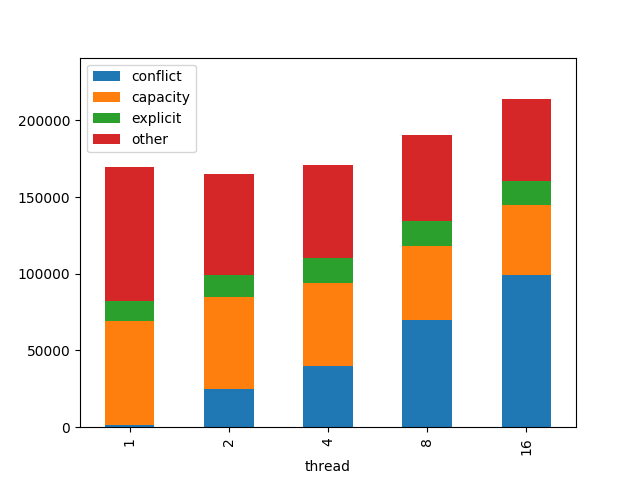 conflict
capacity
explicit
other
200000
150000
100000
50000
0
1 2 4 8 16
thread